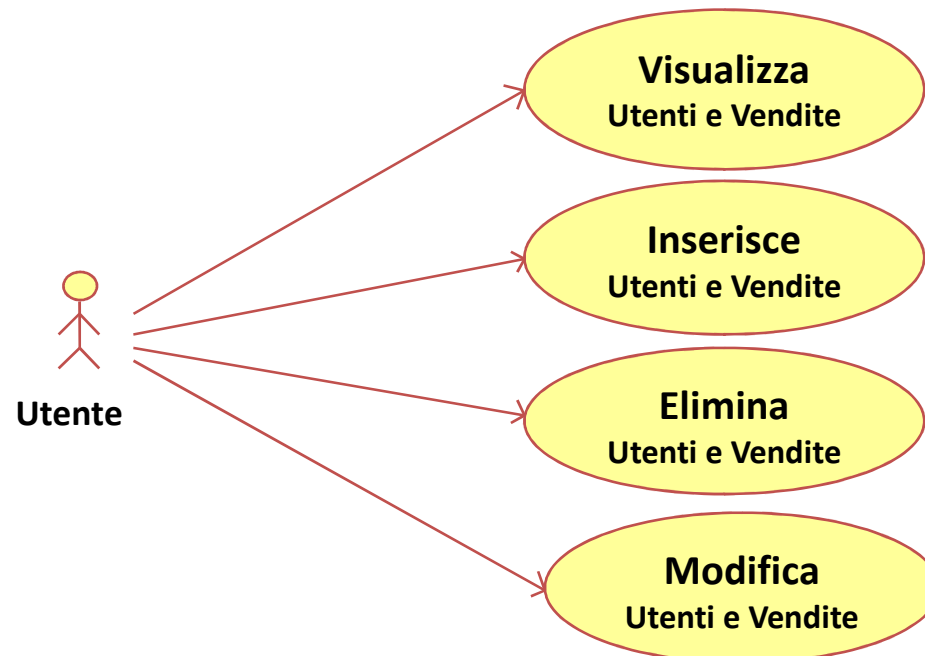 Visualizza
Utenti e Vendite
Inserisce
Utenti e Vendite
Utente
Elimina
Utenti e Vendite
Modifica
Utenti e Vendite